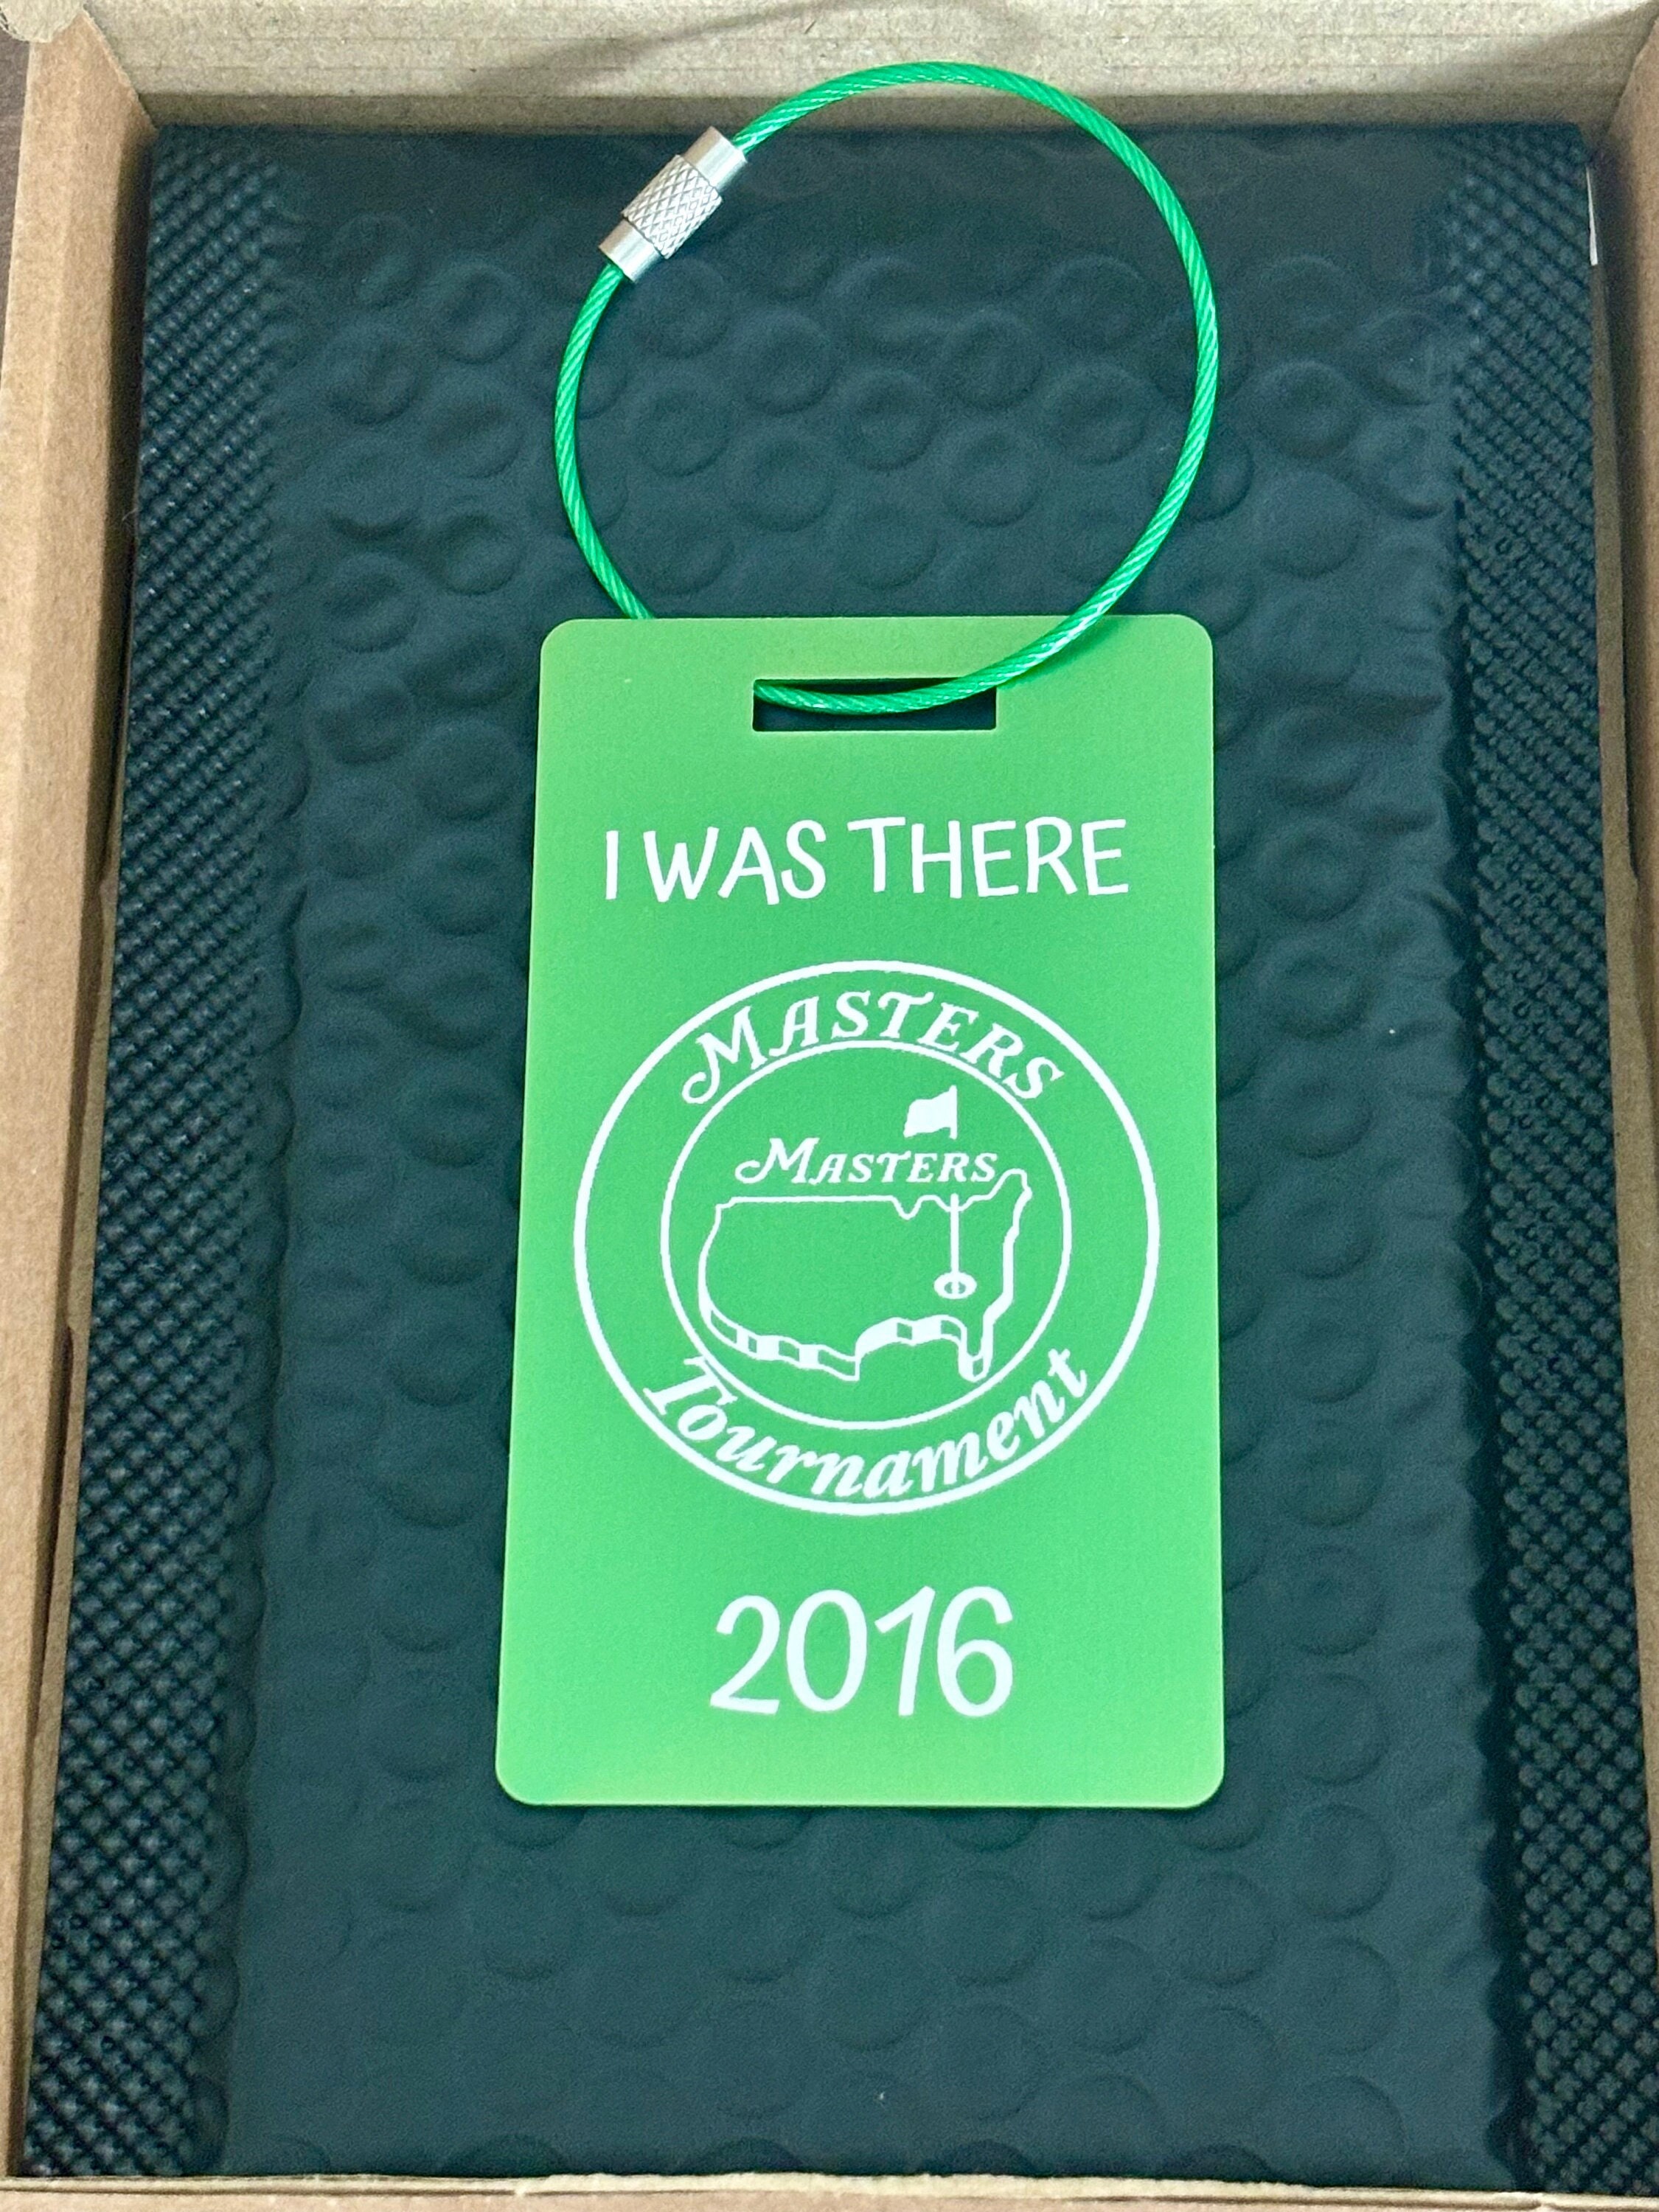 I WAS THERE
MASTERS
MASTERS
Tournament
2016